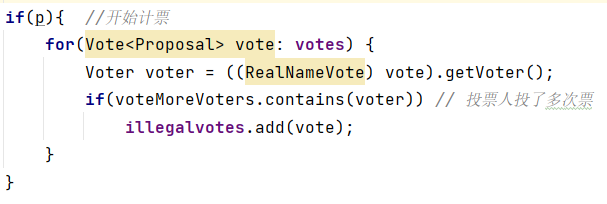 if(p){  //开始计票
    for(Vote<Proposal> vote: votes) {
        Voter voter = ((RealNameVote) vote).getVoter();
        if(voteMoreVoters.contains(voter)) // 投票人投了多次票
            illegalvotes.add(vote);
    }
}